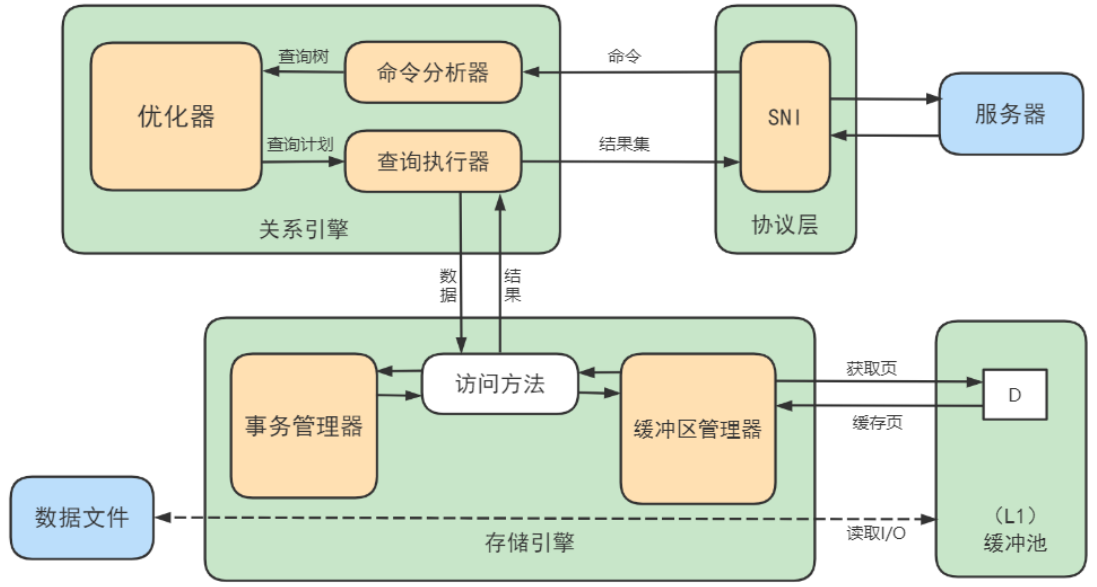 查询树
命令分析器
命令
优化器
SNI
服务器
查询计划
查询执行器
结果集
关系引擎
协议层
数据
结果
访问方法
获取页
D
事务管理器
缓冲区管理器
缓存页
数据文件
读取I/O
（L1）
缓冲池
存储引擎